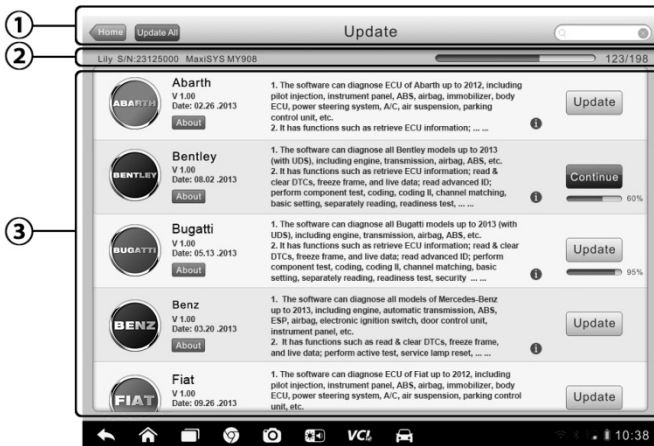 1
Home Update All Update
2
Lily S/N:23125000 MaxiSYS MY908 123/198
3
ABARTH
Abarth
V 1.00
Date: 02.26 .2013
About
1. The software can diagnose ECU of Abarth up to 2012, including
pilot injection, instrument panel, ABS, airbag, immobilizer, body
ECU, power steering system, A/C, air suspension, parking
control unit, etc.
2. It has functions such as retrieve ECU information; ... ...
i
Update
BENTLEY
Bentley
V 1.00
Date: 08.02 .2013
About
1. The software can diagnose all Bentley models up to 2013
(with UDS), including engine, transmission, airbag, ABS, etc.
2. It has functions such as retrieve ECU information; read &
clear DTCs, freeze frame, and live data; read advanced ID;
perform component test, coding, coding II, channel matching,
basic setting, separately reading, readiness test, ... ...
i
Continue
60%
BUGATTI
Bugatti
V 1.00
Date: 05.13 .2013
About
1. The software can diagnose all Bugatti models up to 2013 (with
UDS), including engine, transmission, airbag, ABS, etc.
2. It has functions such as retrieve ECU information; read & clear
DTCs, freeze frame, and live data; read advanced ID; perform
component test, coding, coding II, channel matching, basic
setting, separately reading, readiness test, security ... ...
i
Update
95%
BENZ
Benz
V 1.00
Date: 03.20 .2013
About
1. The software can diagnose all models of Mercedes-Benz
up to 2013, including engine, automatic transmission, ABS,
ESP, airbag, electronic ignition switch, door control unit,
instrument panel, etc.
2. It has functions such as read & clear DTCs, freeze frame,
and live data; perform active test, service lamp reset, ... ...
i
Update
FIAT
Fiat
V 1.00
Date: 09.26 .2013
1. The software can diagnose ECU of Fiat up to 2012, including
pilot injection, instrument panel, ABS, airbag, immobilizer, body
ECU, power steering system, A/C, air suspension, parking control
unit, etc.
Update
VCI
10:38